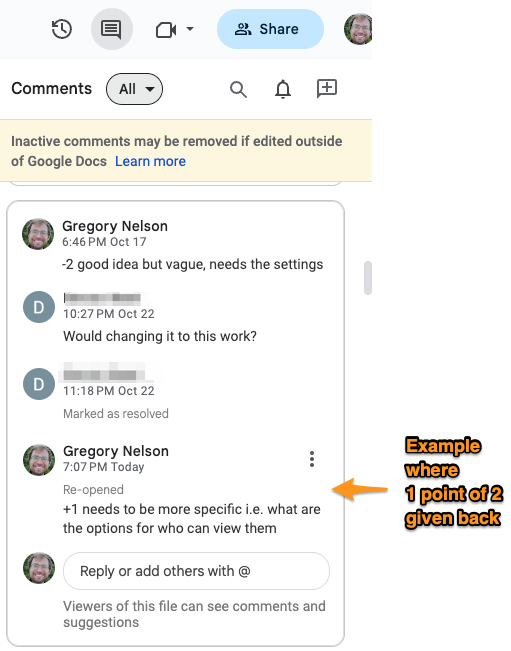 Share
Comments
All
Inactive comments may be removed if edited outside
of Google Docs Learn more
Gregory Nelson
6:46 PM Oct 17
-2 good idea but vague, needs the settings
D
10:27 PM Oct 22
Would changing it to this work?
D
11:18 PM Oct 22
Marked as resolved
Gregory Nelson
7:07 PM Today
Re-opened
+1 needs to be more specific i.e. what are
the options for who can view them
Reply or add others with @
Viewers of this file can see comments and
suggestions
Example
where
1 point of 2
given back